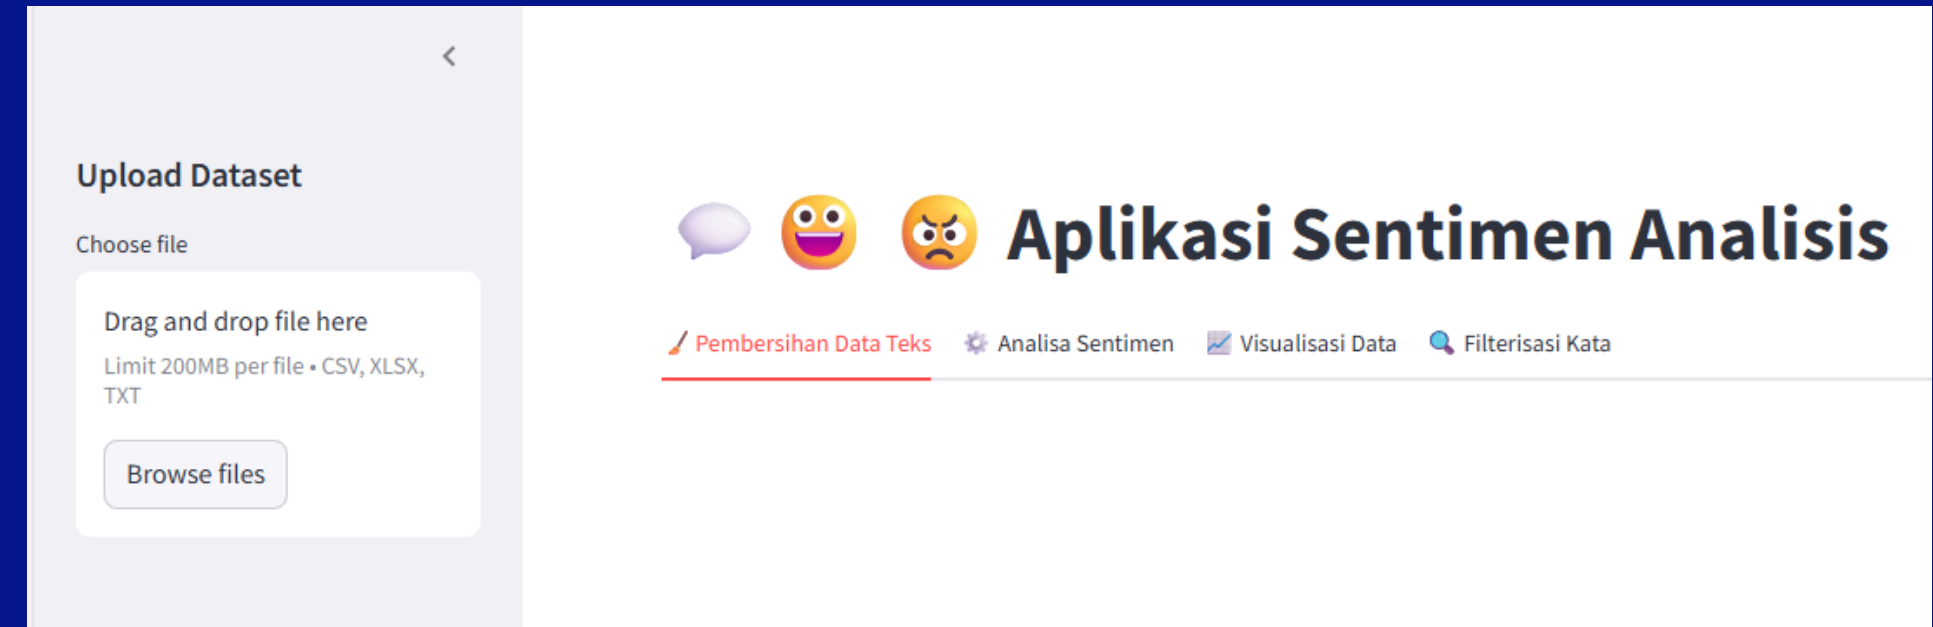 Upload Dataset
Choose file
Drag and drop file here
Limit 200MB per file • CSV, XLSX,
TXT
Browse files
Aplikasi Sentimen Analisis
Pembersihan Data Teks
Analisa Sentimen
Visualisasi Data
Filterisasi Kata